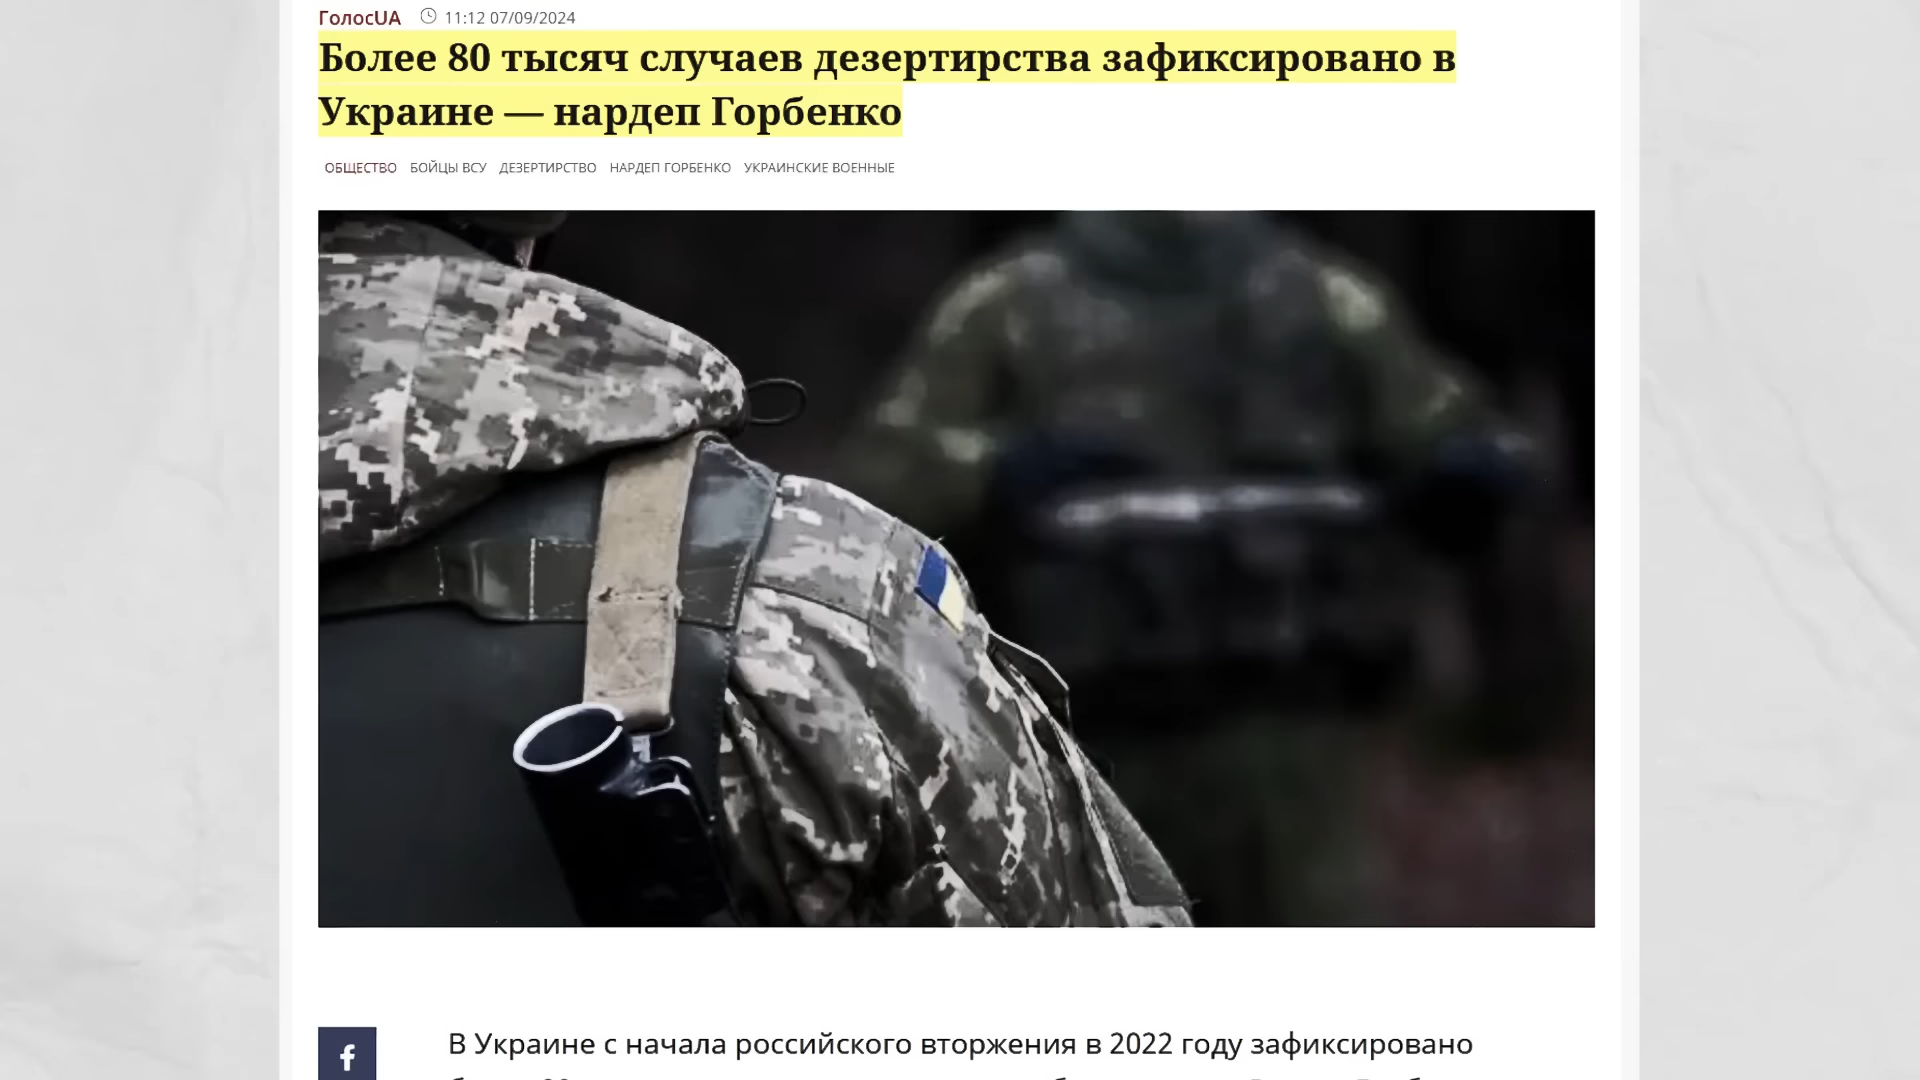 ГолосUA 11:12 07/09/2024
Более 80 тысяч случаев дезертирства зафиксировано в
Украине — нардеп Горбенко
ОБЩЕСТВО БОЙЦЫ ВСУ ДЕЗЕРТИРСТВО НАРДЕП ГОРБЕНКО УКРАИНСКИЕ ВОЕННЫЕ
f
В Украине с начала российского вторжения в 2022 году зафиксировано